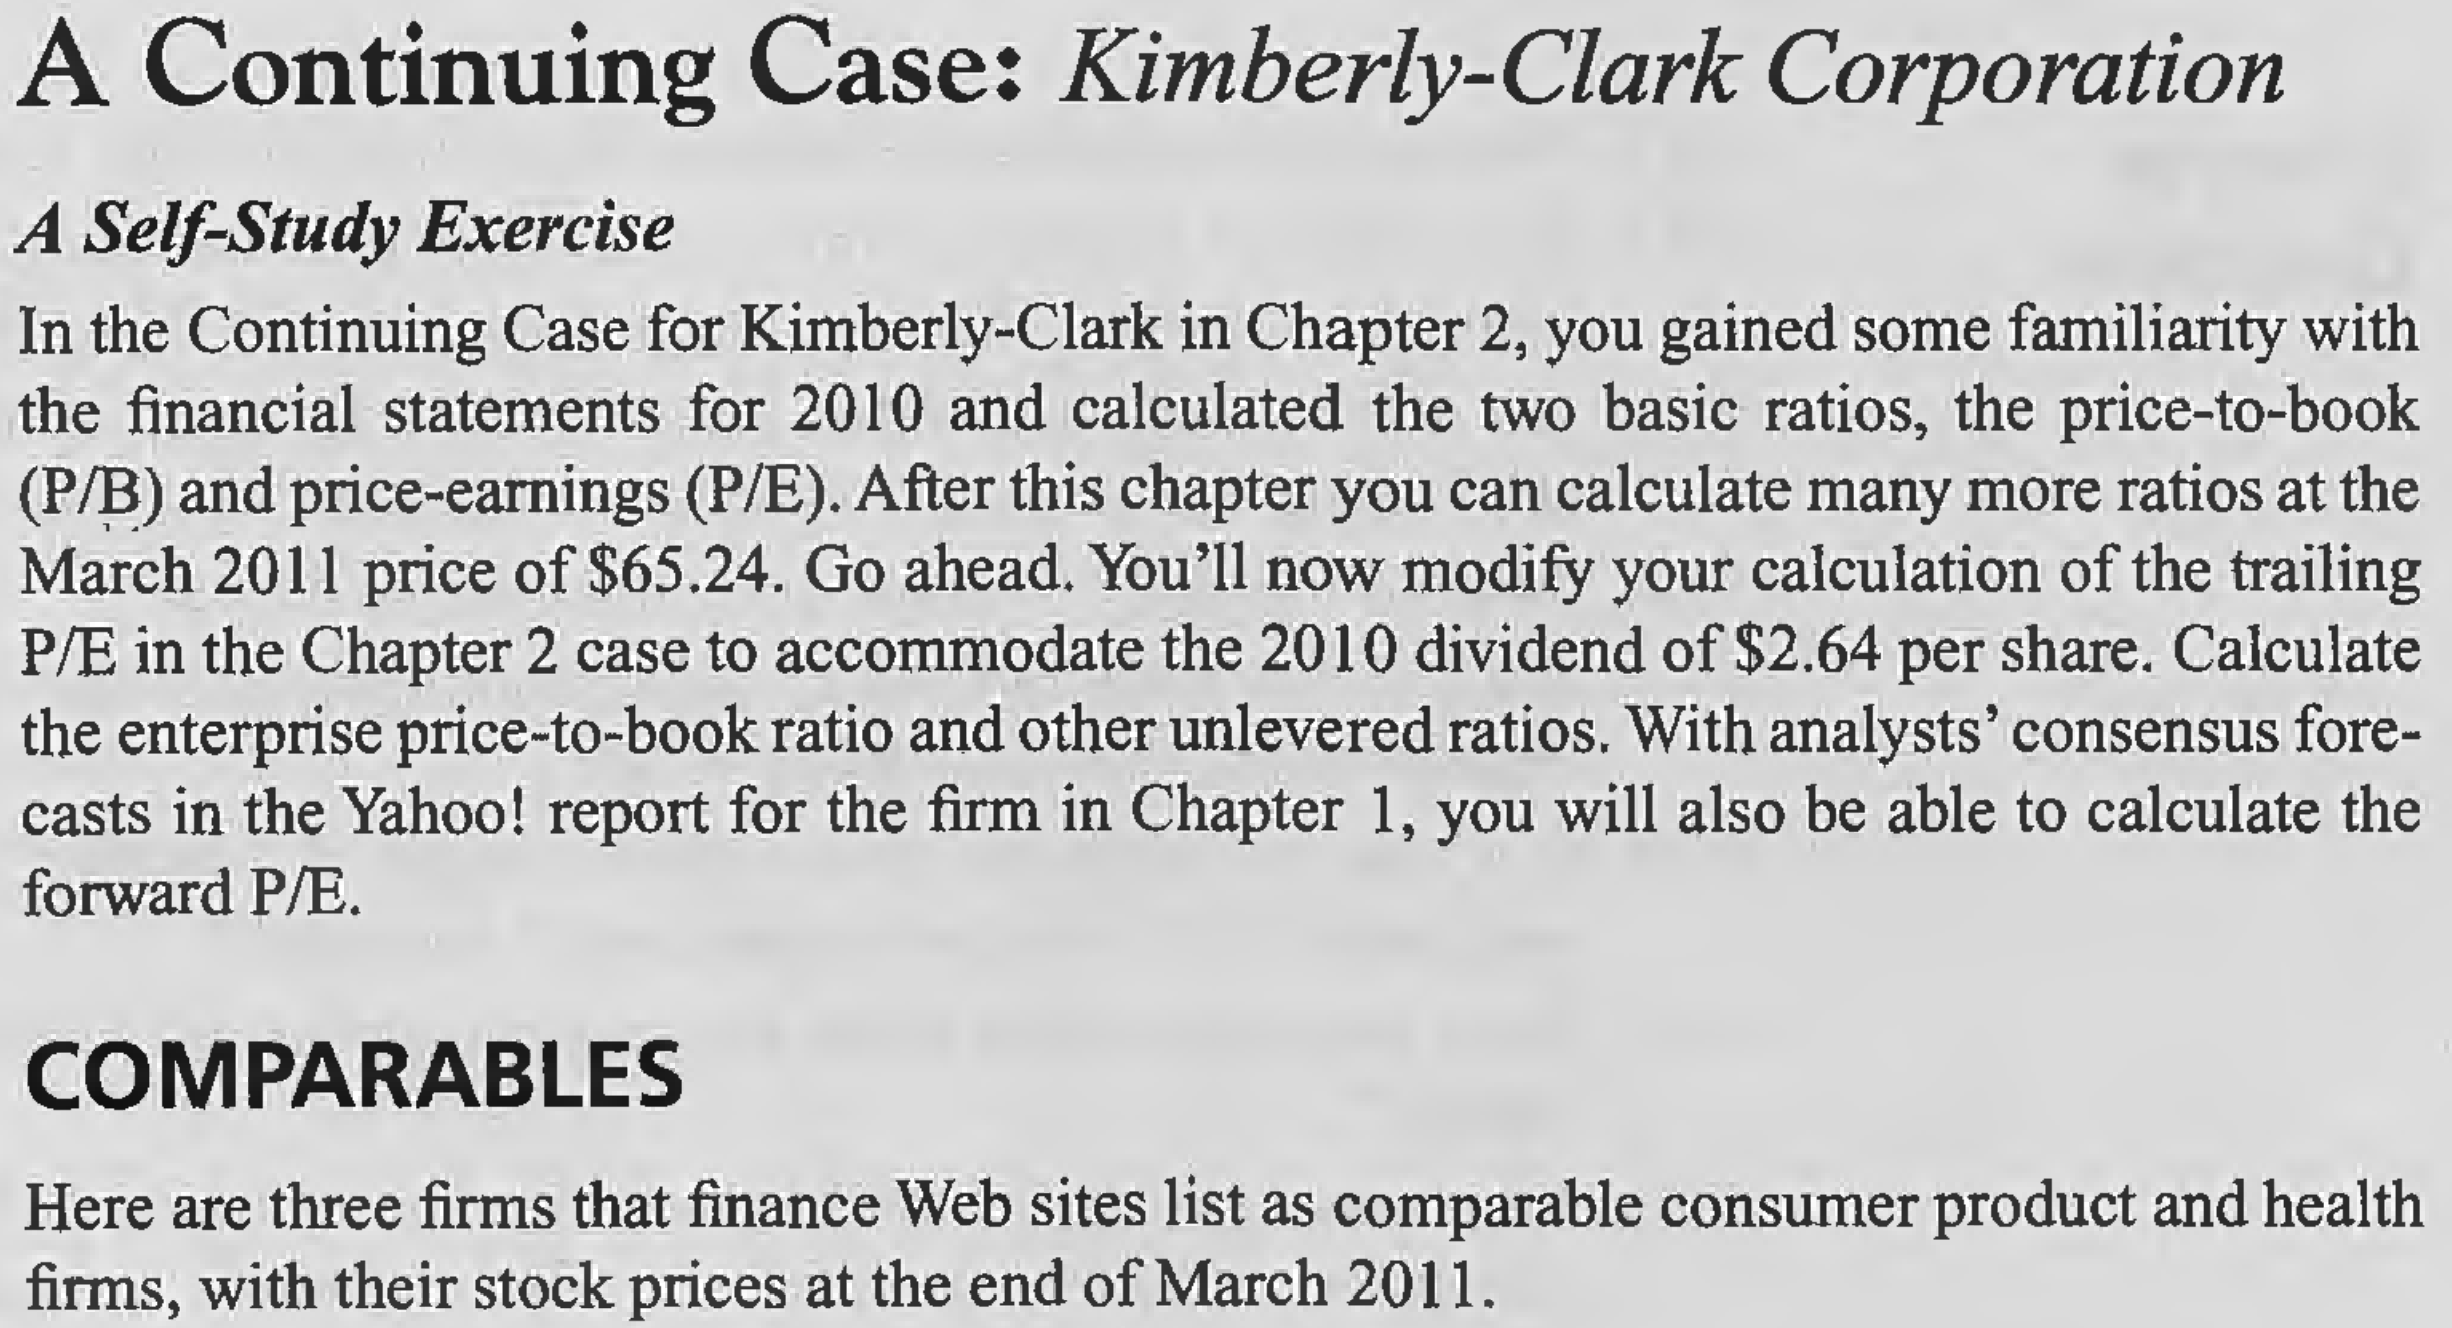 A Continuing Case: Kimberly-Clark Corporation
A Self-Study Exercise
In the Continuing Case for Kimberly-Clark in Chapter 2, you gained some familiarity with
the financial statements for 2010 and calculated the two basic ratios, the price-to-book
(P/B) and price-earnings (P/E). After this chapter you can calculate many more ratios at the
March 2011 price of $65.24. Go ahead. You'll now modify your calculation of the trailing
P/E in the Chapter 2 case to accommodate the 2010 dividend of $2.64 per share. Calculate
the enterprise price-to-book ratio and other unlevered ratios. With analysts' consensus fore-
casts in the Yahoo! report for the firm in Chapter 1, you will also be able to calculate the
forward P/E.
COMPARABLES
Here are three firms that finance Web sites list as comparable consumer product and health
firms, with their stock prices at the end of March 2011.